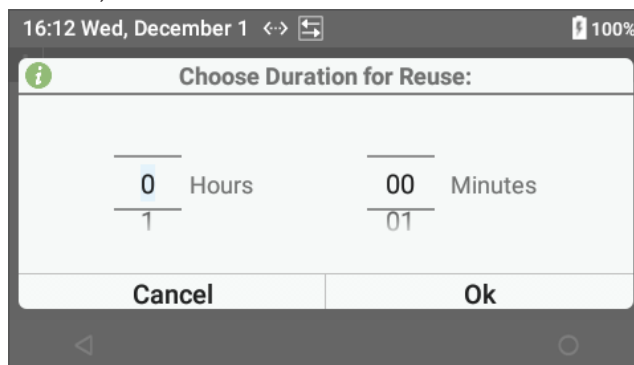 16:12 Wed, December 1 100%
Choose Duration for Reuse:
0 Hours 00 Minutes
1 01
Cancel Ok